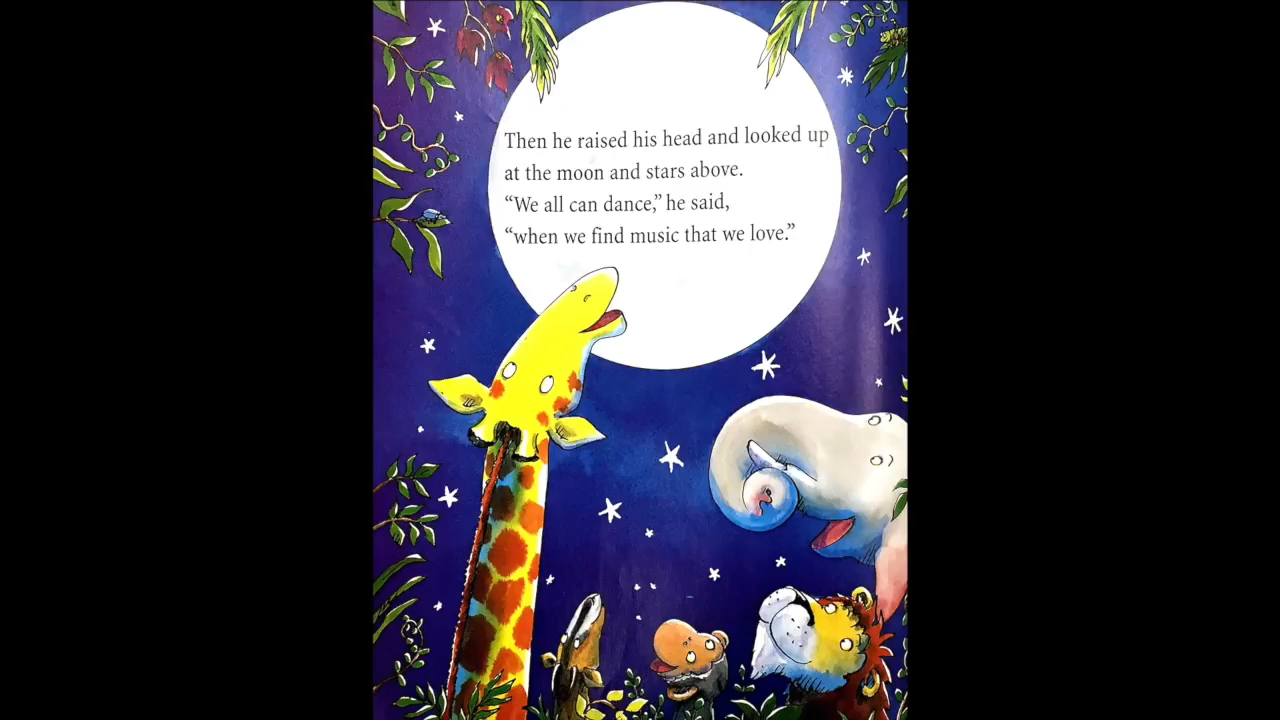 Then he raised his head and looked up
at the moon and stars above.
“We all can dance,” he said,
“when we find music that we love.”